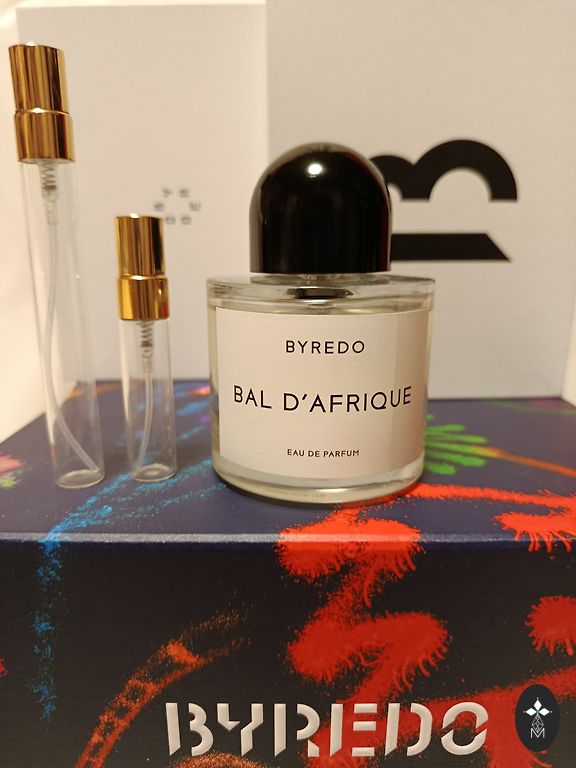 B
BYREDO
BAL D'AFRIQUE
EAU DE PARFUM
BYREDO
M